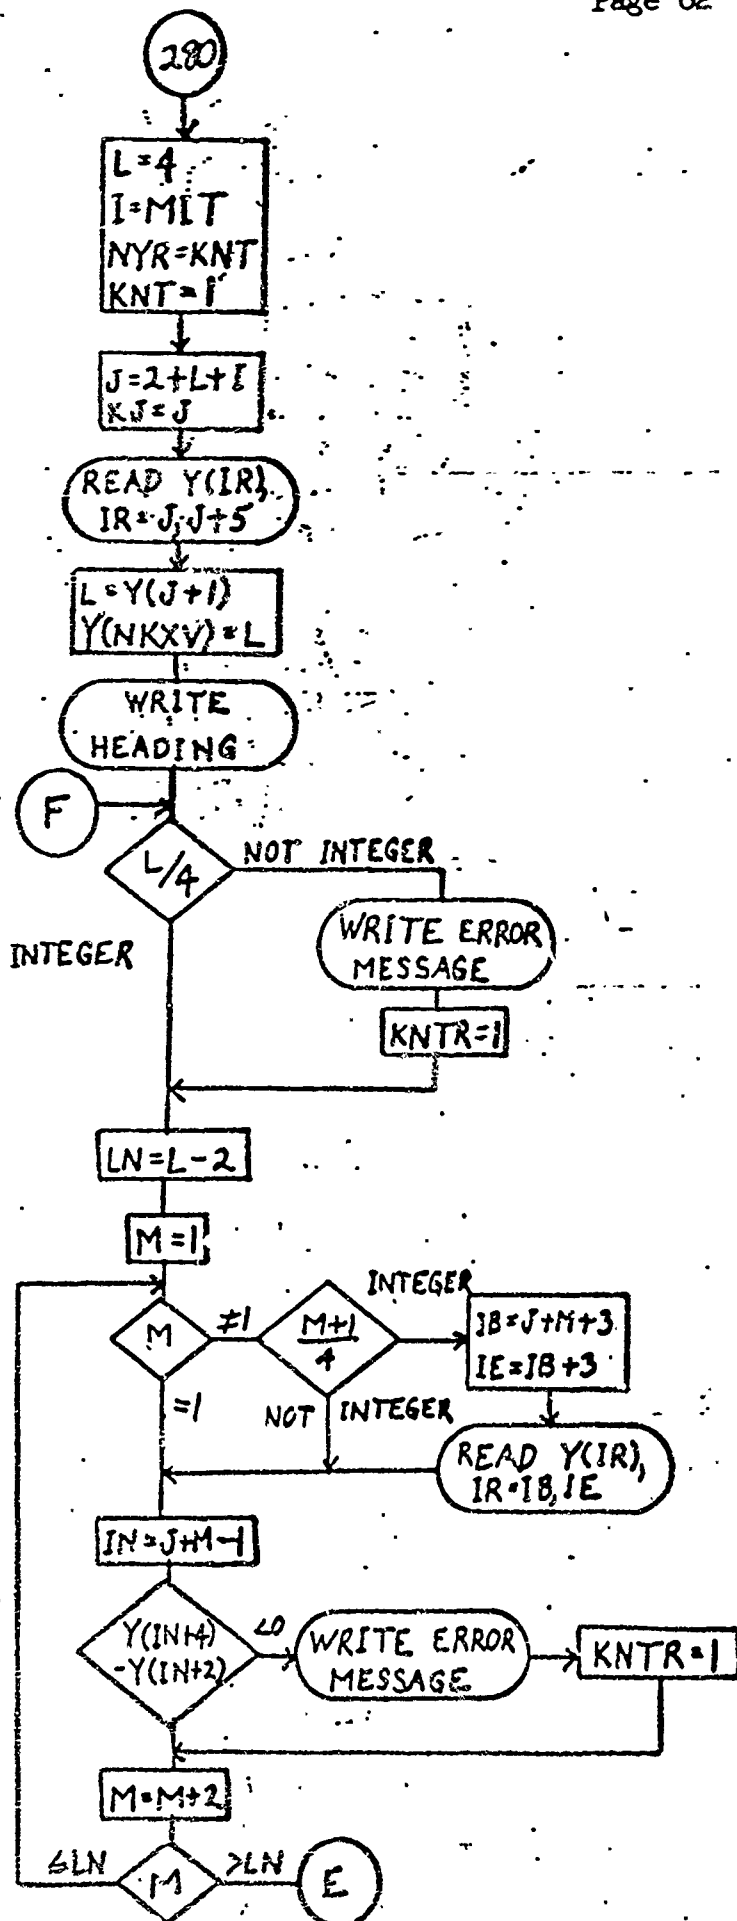 Page 62
280
L=4
I=MIT
NYR=KNT
KNT=1
J=2+L+I
KJ=J
READ Y(IR),
IR=J,J+5
L=Y(J+1)
Y(NKXV)=L
WRITE
HEADING
F
L/4
NOT INTEGER
INTEGER
WRITE ERROR
MESSAGE
KNTR=1
LN=L-2
M=1
M
≠1
M+1
4
INTEGER
IB=J+M+3
IE=IB+3
=1
NOT INTEGER
READ Y(IR),
IR=IB,IE
IN=J+M-1
Y(IN+4)
-Y(IN+2)
<0
WRITE ERROR
MESSAGE
KNTR=1
M=M+2
≤LN
M
>LN
E